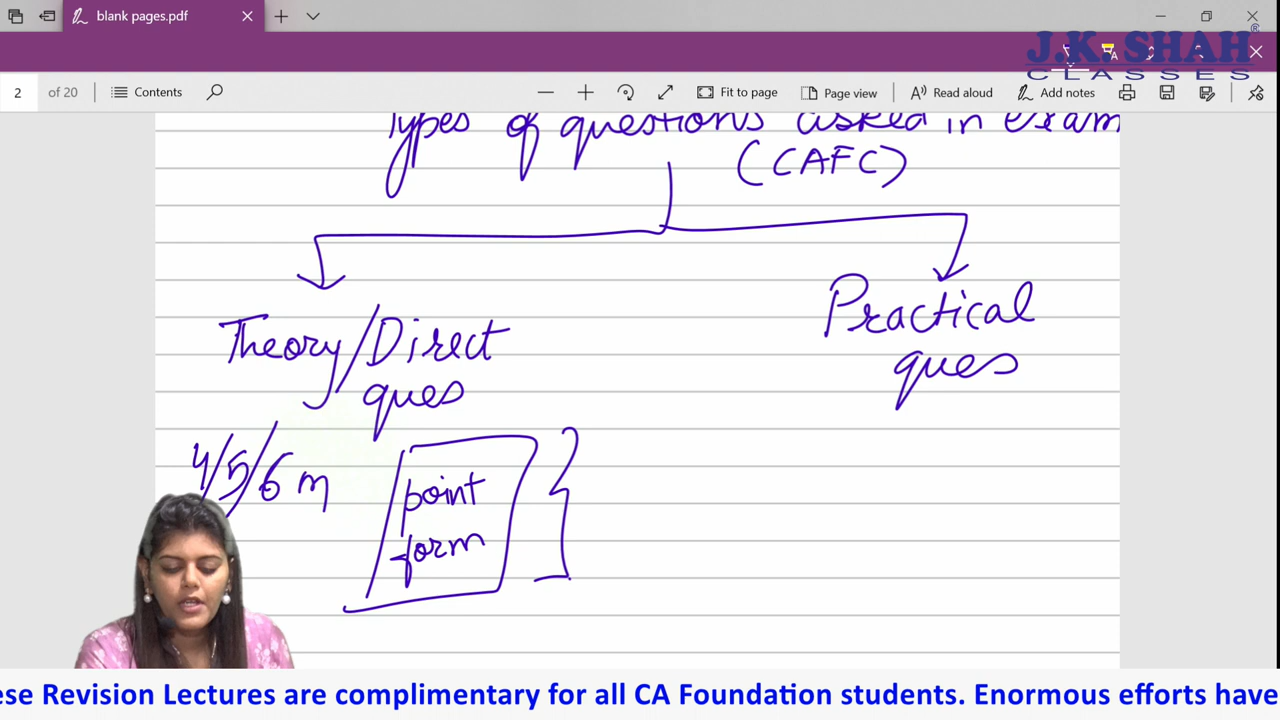 blank pages.pdf
J.K. SHAH®
CLASSES
2 of 20 Contents Fit to page Page view Read aloud Add notes
Types of questions asked in exam
(CAFC)
Theory/Direct
ques
Practical
ques
4/5/6 m
point
form
ese Revision Lectures are complimentary for all CA Foundation students. Enormous efforts have